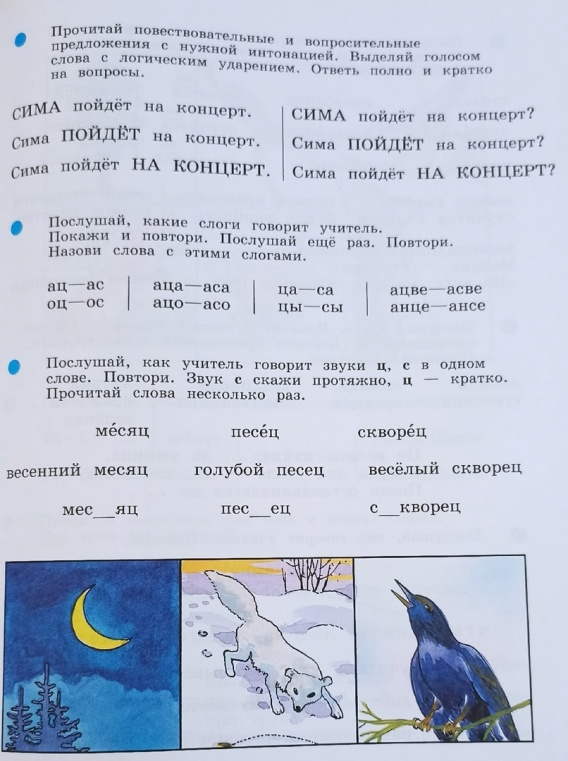 Прочитай повествовательные и вопросительные
предложения с нужной интонацией. Выделяй голосом
слова с логическим ударением. Ответь полно и кратко
на вопросы.
СИМА пойдёт на концерт. СИМА пойдёт на концерт?
Сима ПОЙДЁТ на концерт. Сима ПОЙДЁТ на концерт?
Сима пойдёт НА КОНЦЕРТ. Сима пойдёт НА КОНЦЕРТ?
Послушай, какие слоги говорит учитель.
Покажи и повтори. Послушай ещё раз. Повтори.
Назови слова с этими слогами.
ац—ас аца—аса ца—са ацве—асве
оц—ос ацо—асо цы—сы анце—ансе
Послушай, как учитель говорит звуки ц, с в одном
слове. Повтори. Звук с скажи протяжно, ц — кратко.
Прочитай слова несколько раз.
ме́сяц песе́ц скворе́ц
весенний месяц голубой песец весёлый скворец
мес__яц пес__ец с__кворец